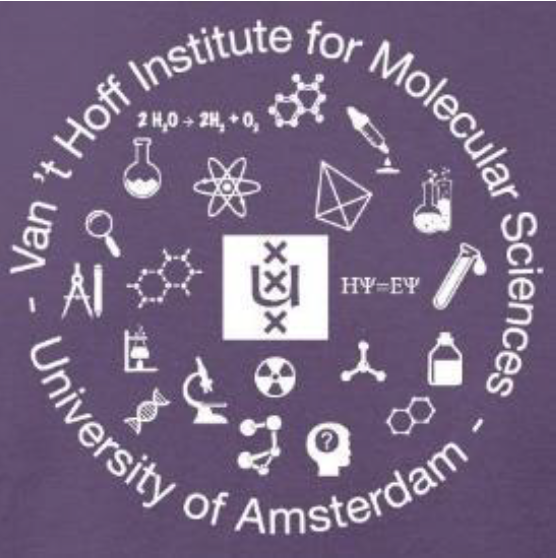 - Van 't Hoff Institute for Molecular Sciences -
2 H₂O → 2H₂ + O₂
U
HΨ=EΨ
?
University of Amsterdam